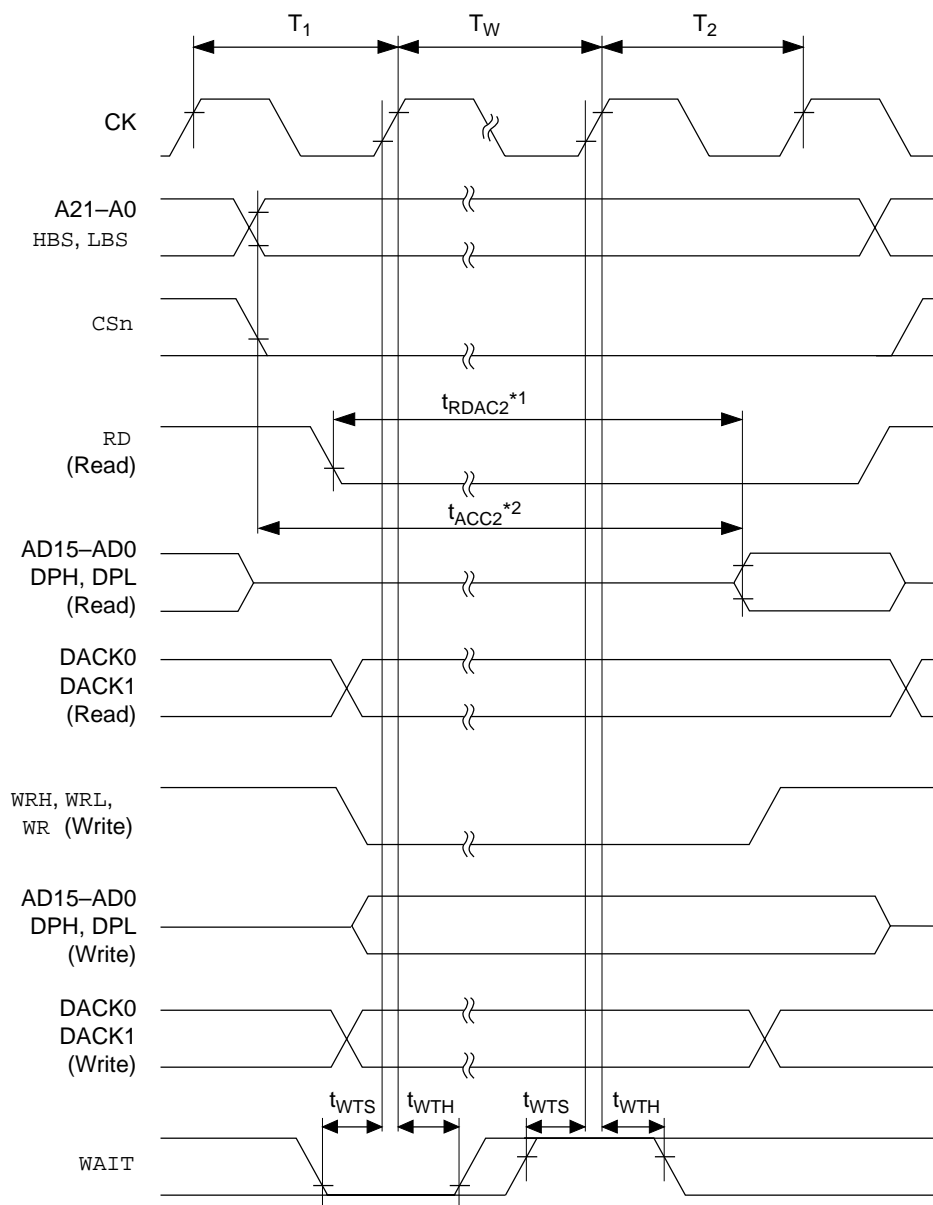 T1 TW T2
CK
A21–A0
HBS, LBS
CSn
tRDAC2*1
RD
(Read)
tACC2*2
AD15–AD0
DPH, DPL
(Read)
DACK0
DACK1
(Read)
WRH, WRL,
WR (Write)
AD15–AD0
DPH, DPL
(Write)
DACK0
DACK1
(Write)
tWTS tWTH tWTS tWTH
WAIT